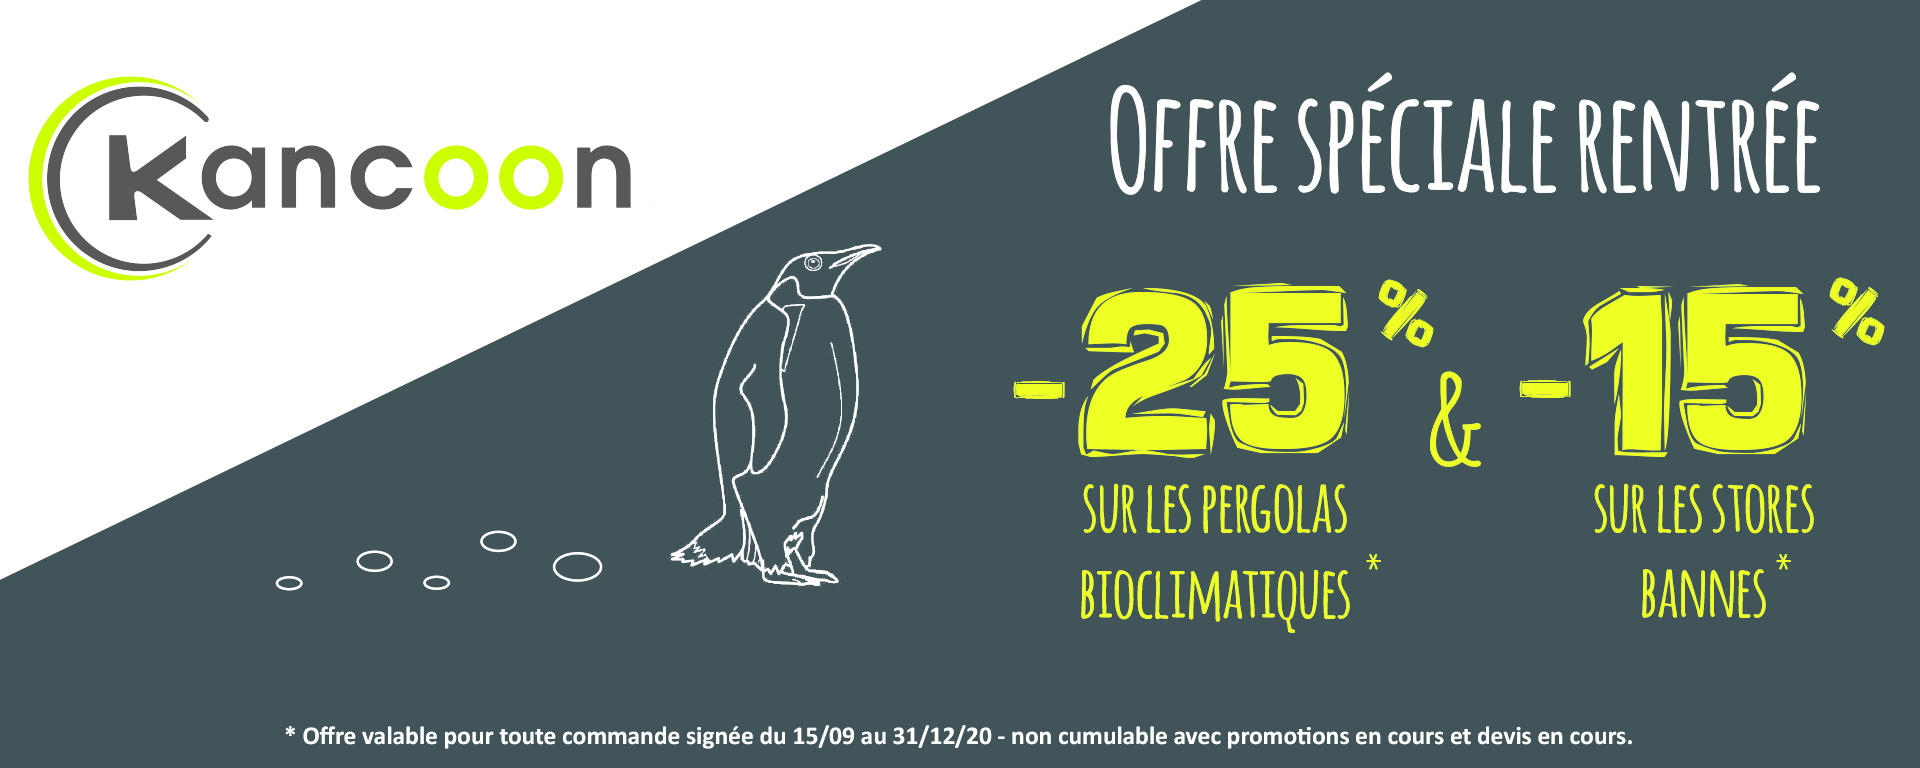 Kancoon
OFFRE SPÉCIALE RENTRÉE
-25% & -15%
SUR LES PERGOLAS
BIOCLIMATIQUES *
SUR LES STORES
BANNES *
* Offre valable pour toute commande signée du 15/09 au 31/12/20 - non cumulable avec promotions en cours et devis en cours.